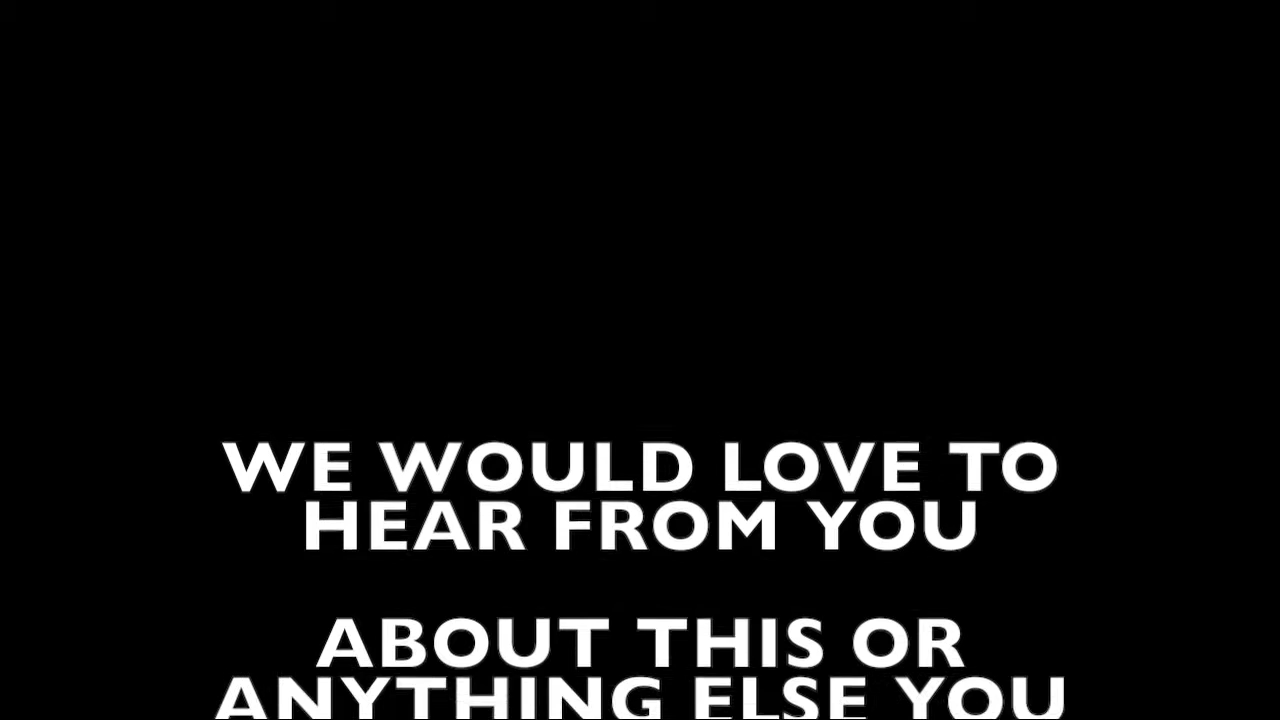 WE WOULD LOVE TO
HEAR FROM YOU
ABOUT THIS OR
ANYTHING ELSE YOU